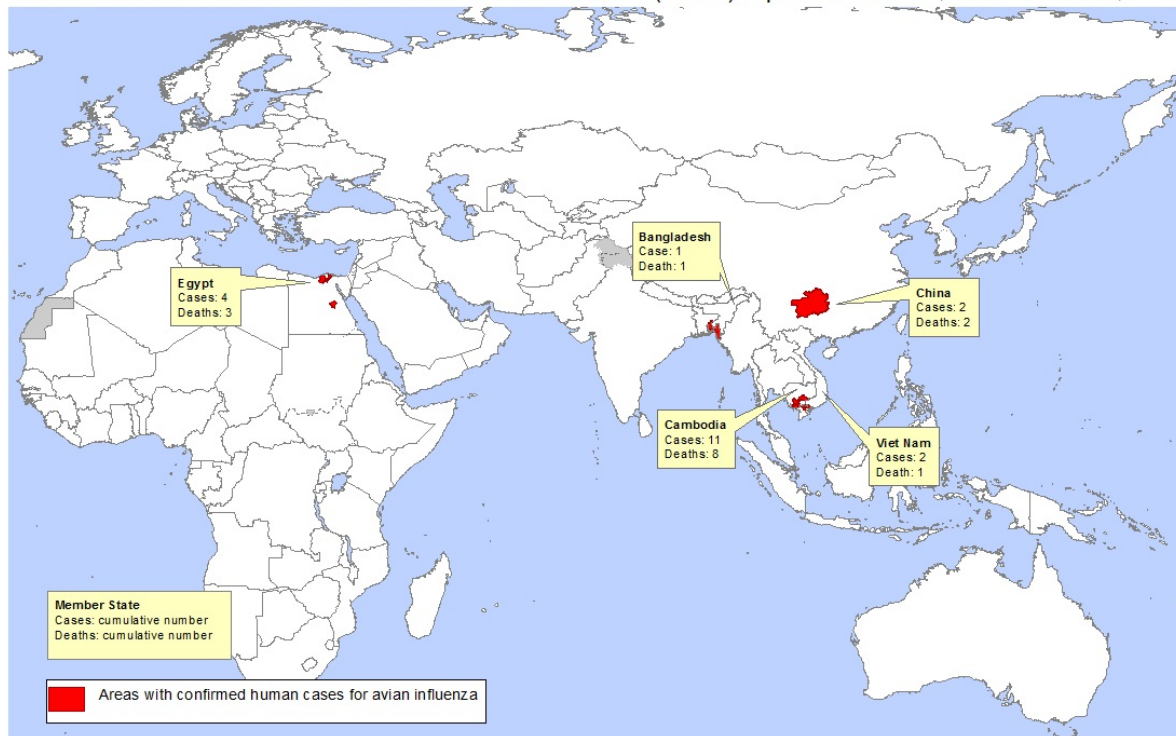 Bangladesh
Case: 1
Death: 1
Egypt
Cases: 4
Deaths: 3
China
Cases: 2
Deaths: 2
Cambodia
Cases: 11
Deaths: 8
Viet Nam
Cases: 2
Death: 1
Member State
Cases: cumulative number
Deaths: cumulative number
Areas with confirmed human cases for avian influenza